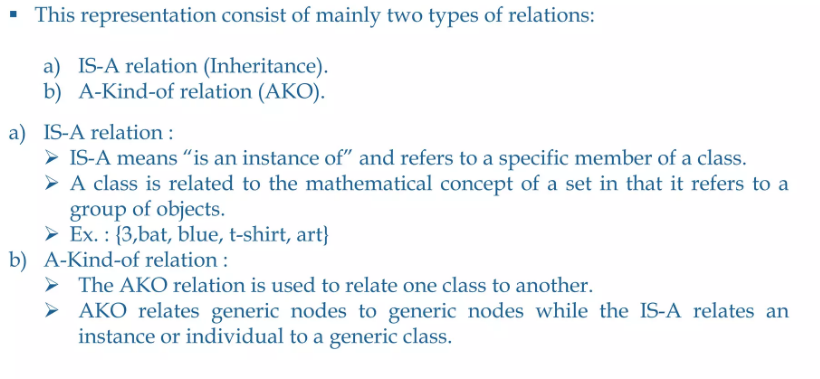 ▪ This representation consist of mainly two types of relations:
a) IS-A relation (Inheritance).
b) A-Kind-of relation (AKO).
a) IS-A relation :
➢ IS-A means “is an instance of” and refers to a specific member of a class.
➢ A class is related to the mathematical concept of a set in that it refers to a
group of objects.
➢ Ex. : {3,bat, blue, t-shirt, art}
b) A-Kind-of relation :
➢ The AKO relation is used to relate one class to another.
➢ AKO relates generic nodes to generic nodes while the IS-A relates an
instance or individual to a generic class.